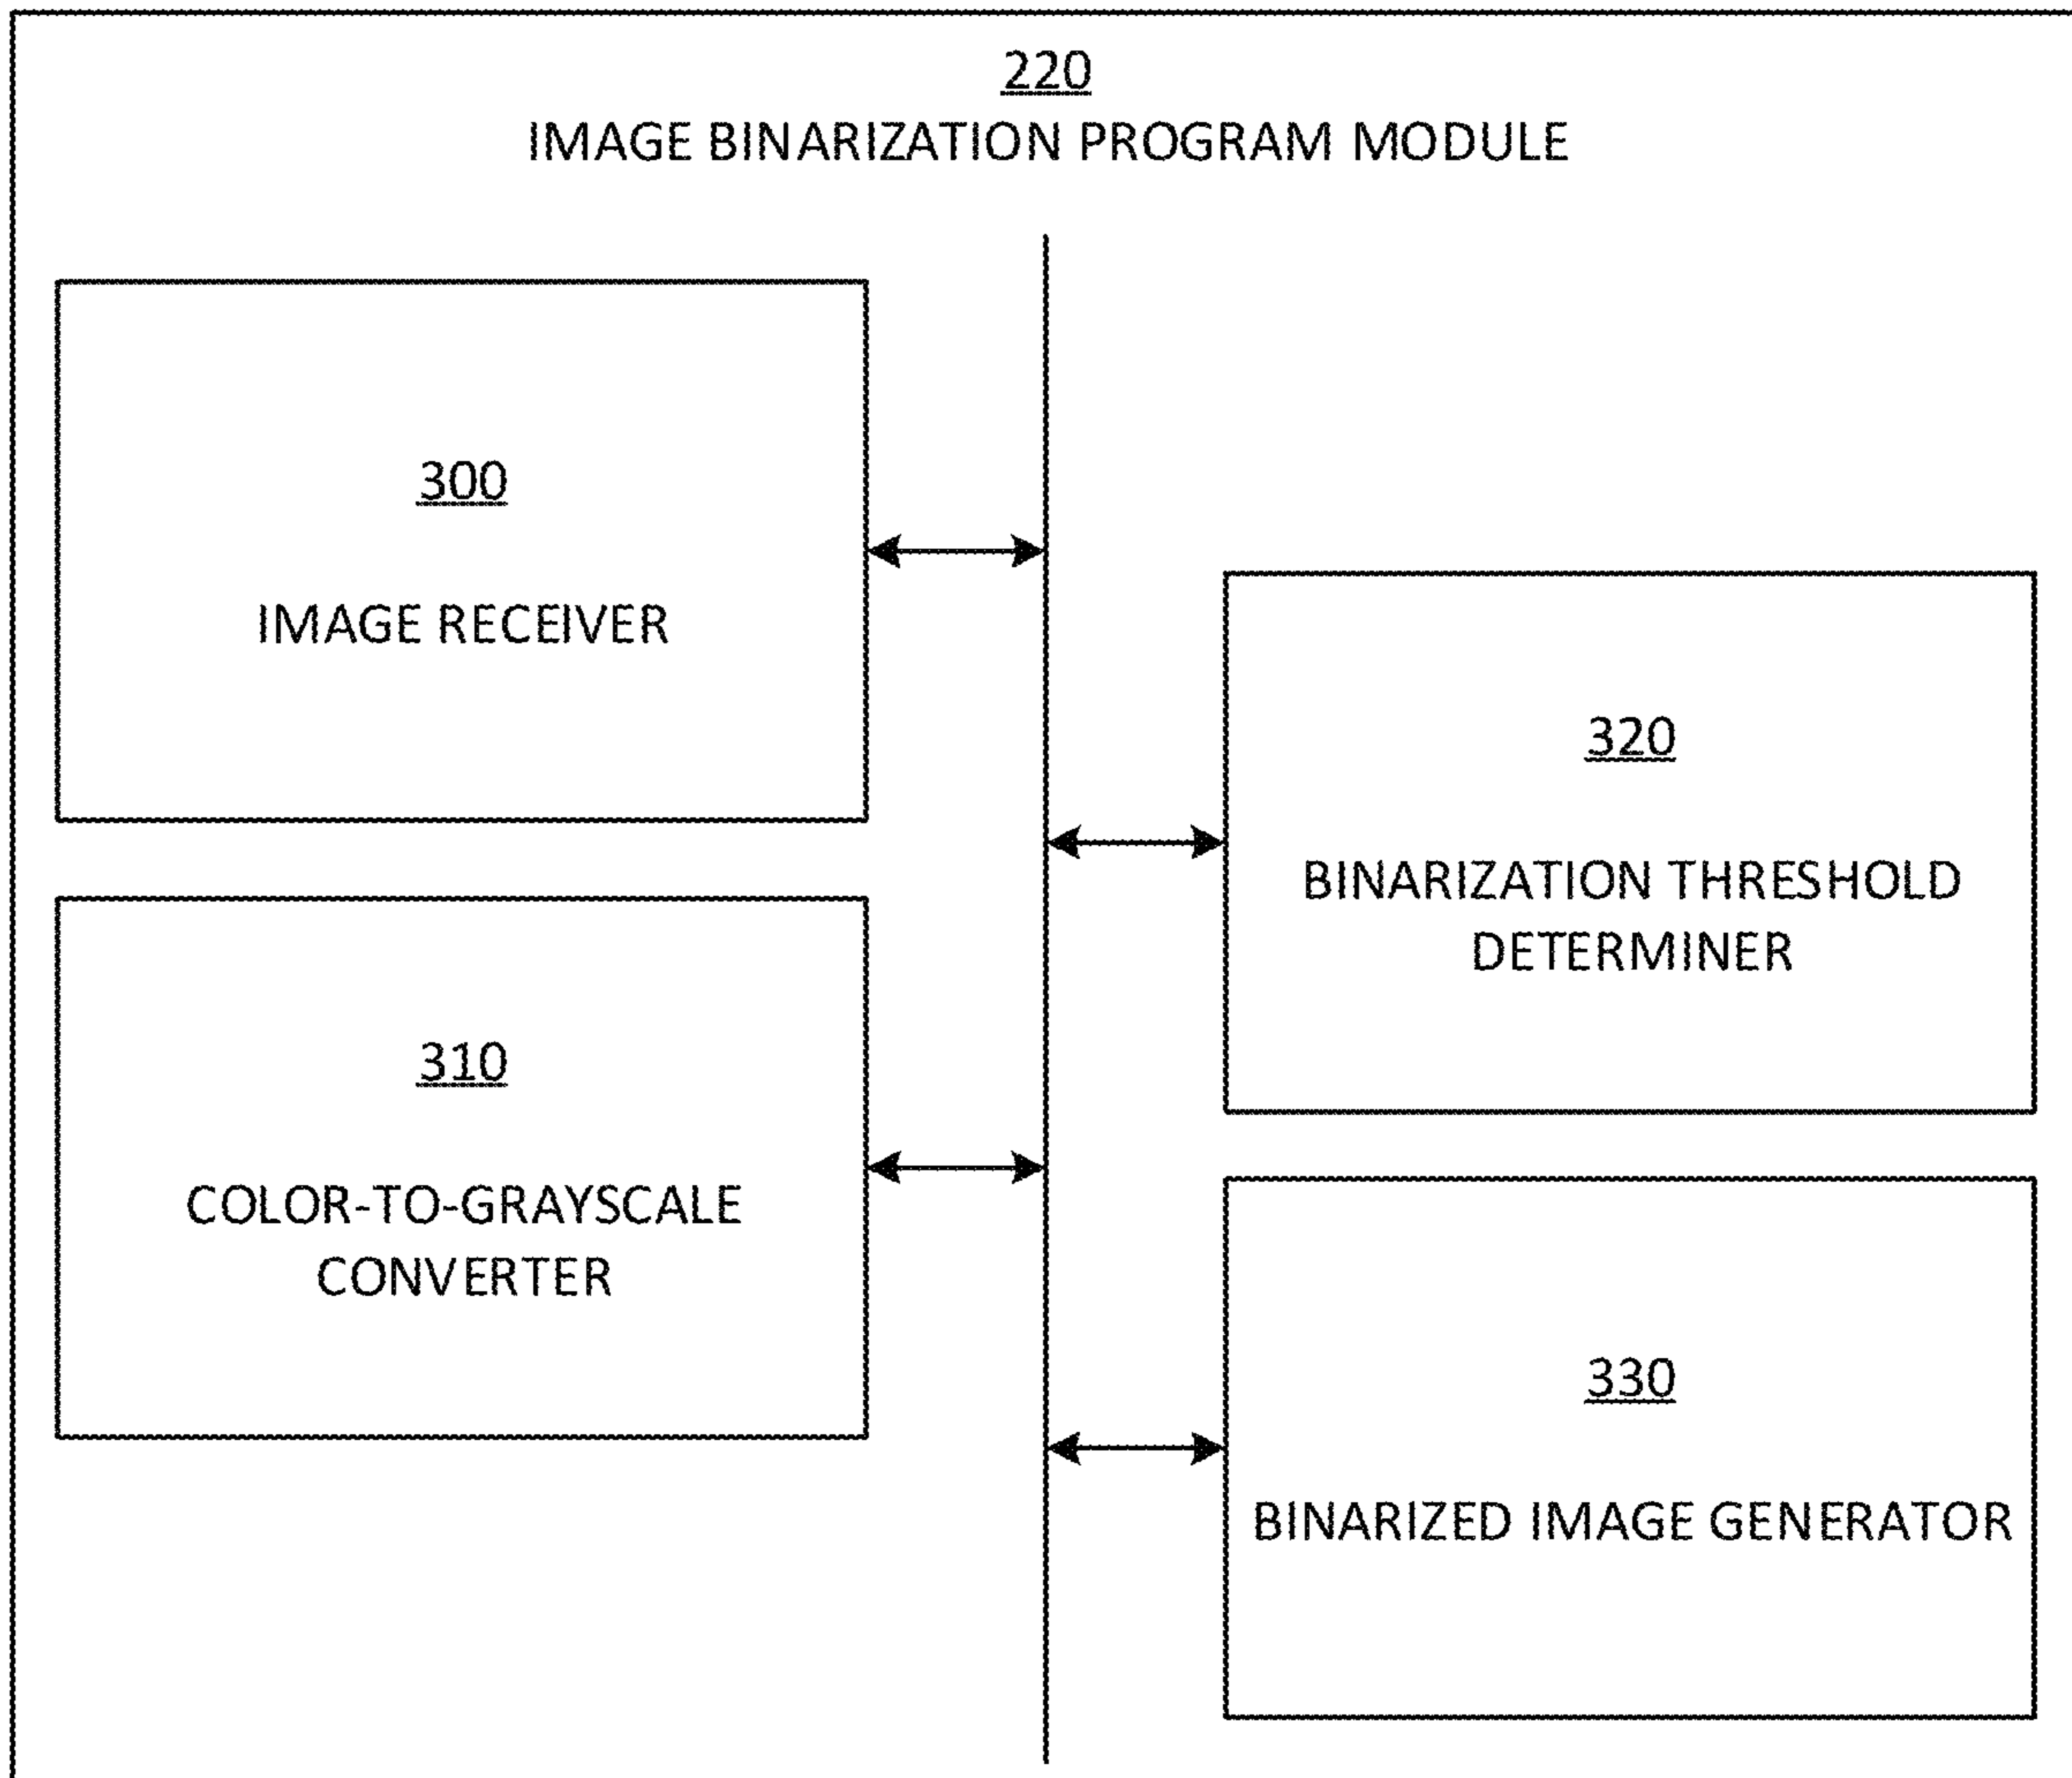 220
IMAGE BINARIZATION PROGRAM MODULE
300
IMAGE RECEIVER
310
COLOR-TO-GRAYSCALE
CONVERTER
320
BINARIZATION THRESHOLD
DETERMINER
330
BINARIZED IMAGE GENERATOR